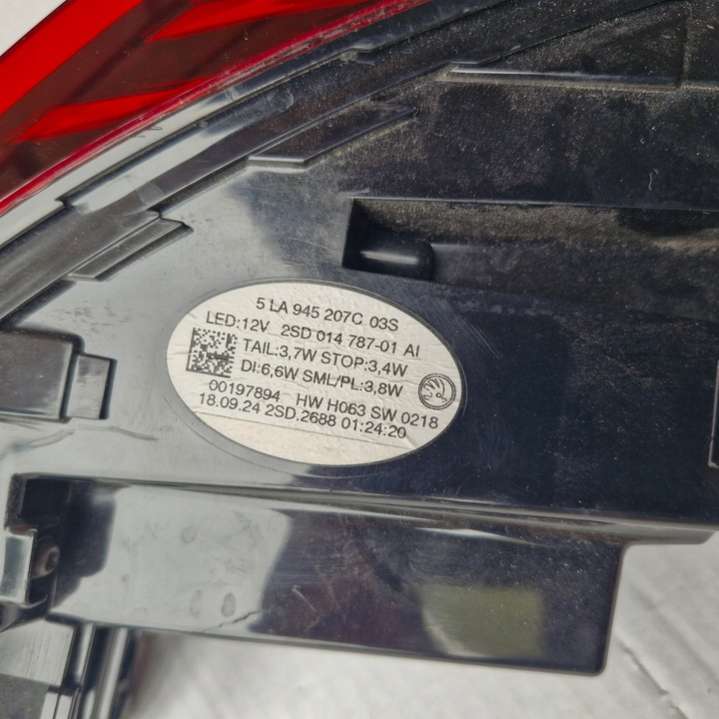 5 LA 945 207C 03S
LED:12V 2SD 014 787-01 AI
TAIL:3,7W STOP:3,4W
DI:6,6W SML/PL:3,8W
00197894 HW H063 SW 0218
18.09.24 2SD.2688 01:24:20